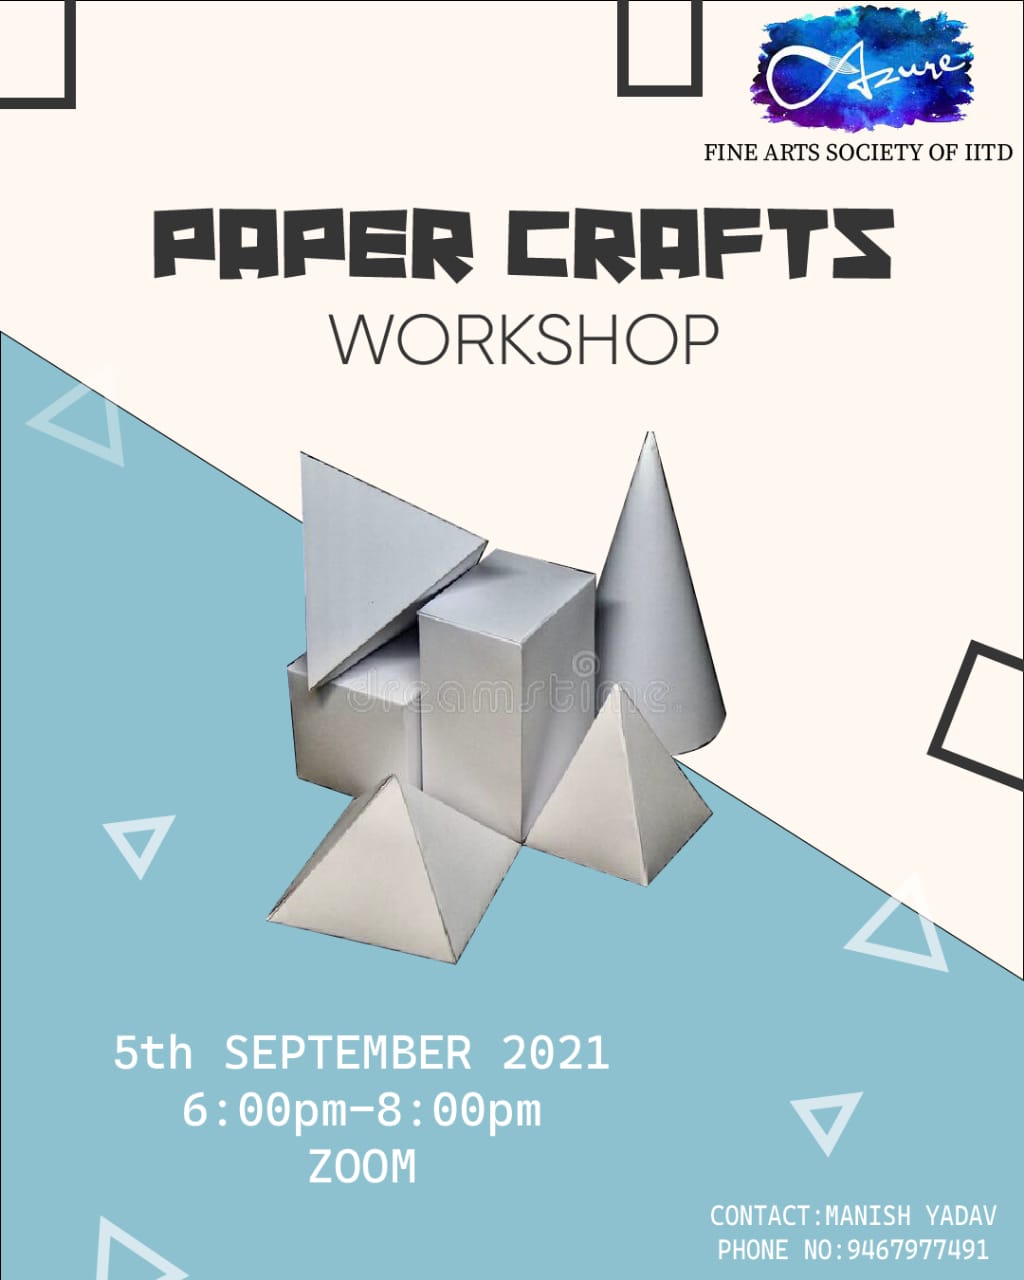 Azure
FINE ARTS SOCIETY OF IITD
PAPER CRAFTS
WORKSHOP
dreamstime.
5th SEPTEMBER 2021
6:00pm-8:00pm
ZOOM
CONTACT:MANISH YADAV
PHONE NO:9467977491